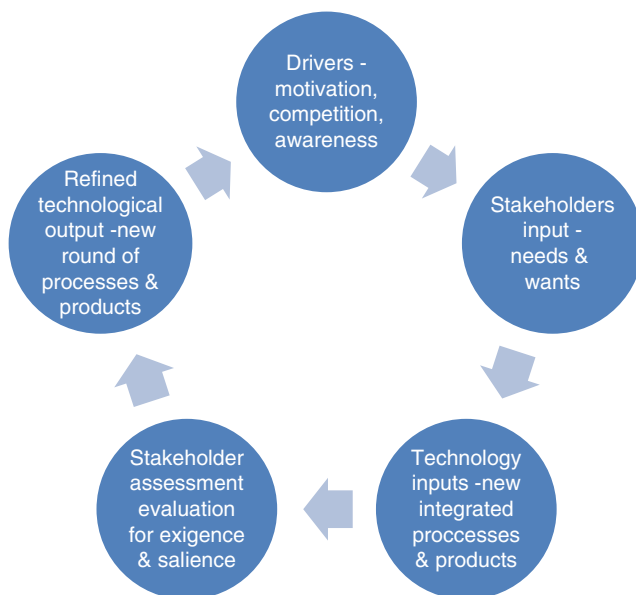 Drivers -
motivation,
competition,
awareness
Stakeholders
input -
needs &
wants
Technology
inputs -new
integrated
proccesses
& products
Stakeholder
assessment
evaluation
for exigence
& salience
Refined
technological
output -new
round of
processes &
products